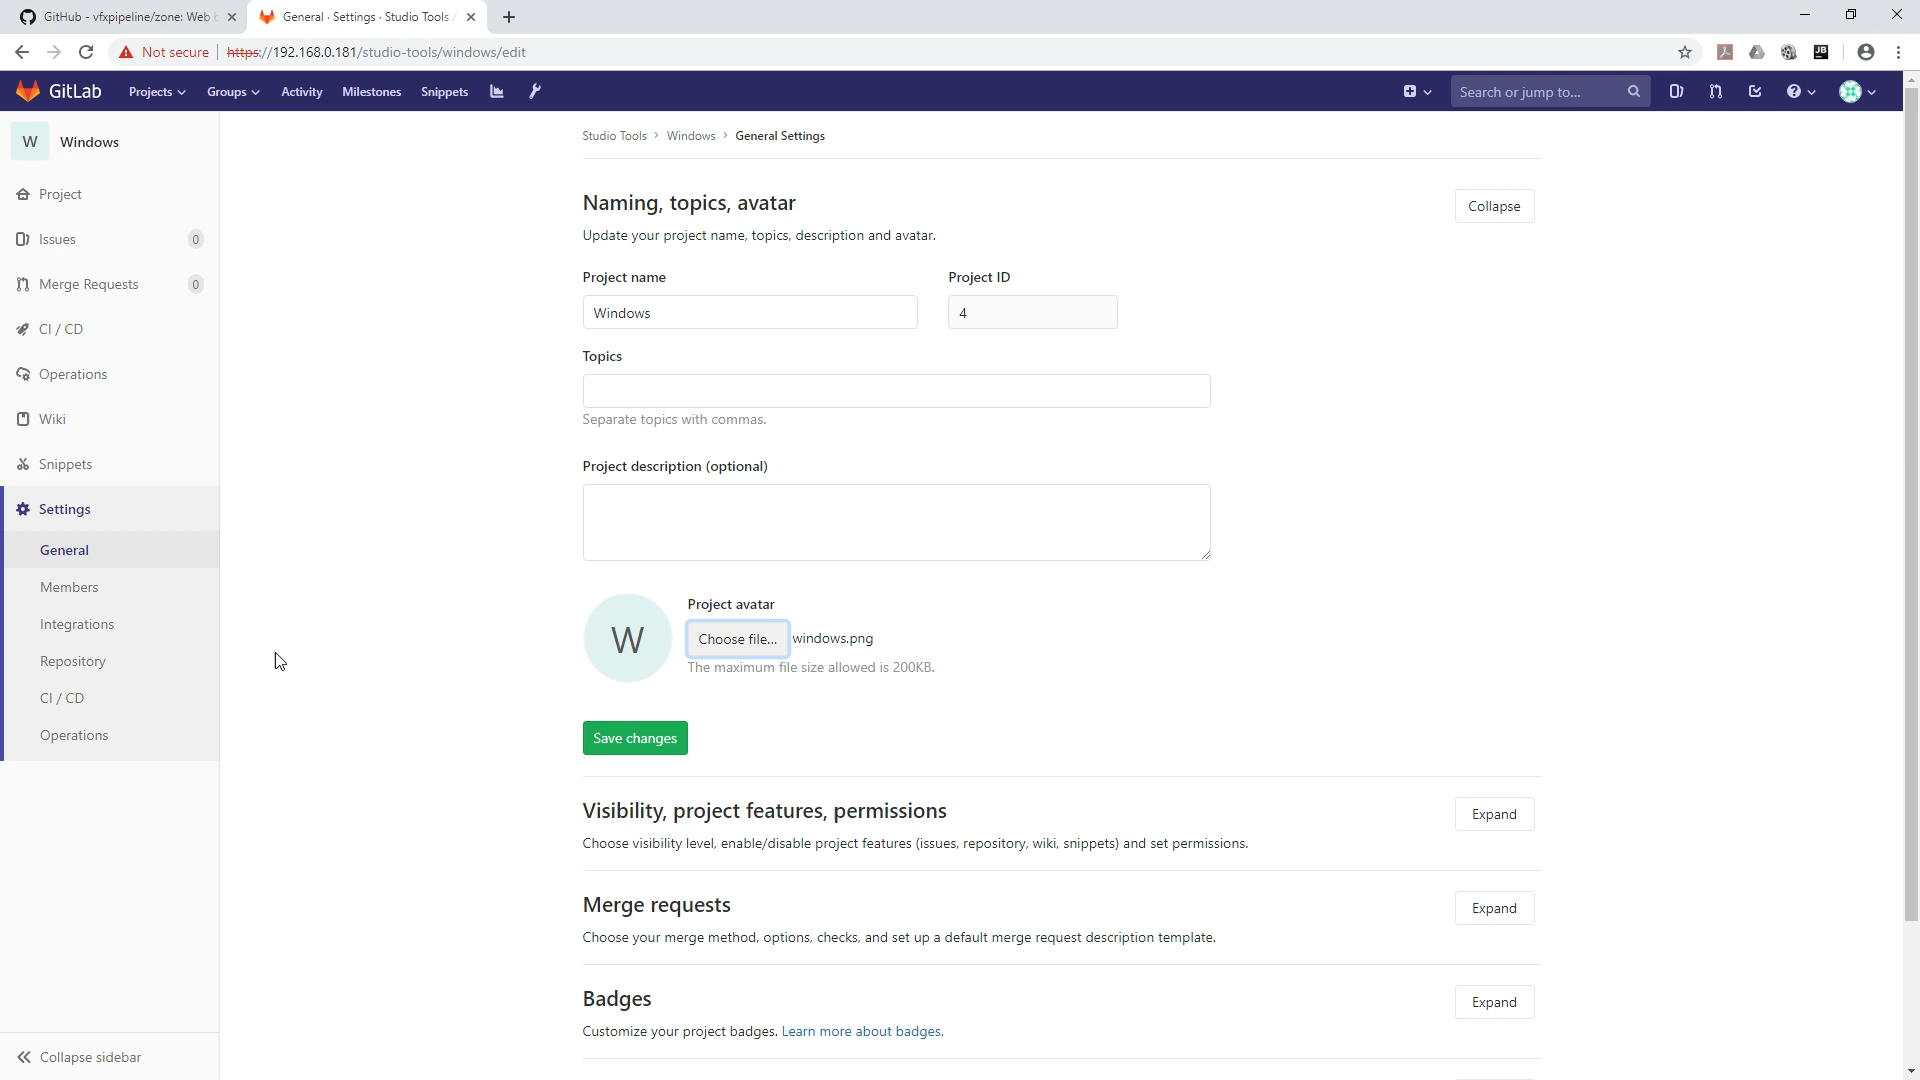 GitHub - vfxpipeline/zone: Web
General · Settings · Studio Tools /
Not secure
https://192.168.0.181/studio-tools/windows/edit
JB
GitLab
Projects
Groups
Activity
Milestones
Snippets
Search or jump to...
W
Windows
Project
Issues
0
Merge Requests
0
CI / CD
Operations
Wiki
Snippets
Settings
General
Members
Integrations
Repository
CI / CD
Operations
Collapse sidebar
Studio Tools > Windows > General Settings
Naming, topics, avatar
Collapse
Update your project name, topics, description and avatar.
Project name
Project ID
Windows
4
Topics
Separate topics with commas.
Project description (optional)
W
Project avatar
Choose file... windows.png
The maximum file size allowed is 200KB.
Save changes
Visibility, project features, permissions
Expand
Choose visibility level, enable/disable project features (issues, repository, wiki, snippets) and set permissions.
Merge requests
Expand
Choose your merge method, options, checks, and set up a default merge request description template.
Badges
Expand
Customize your project badges. Learn more about badges.